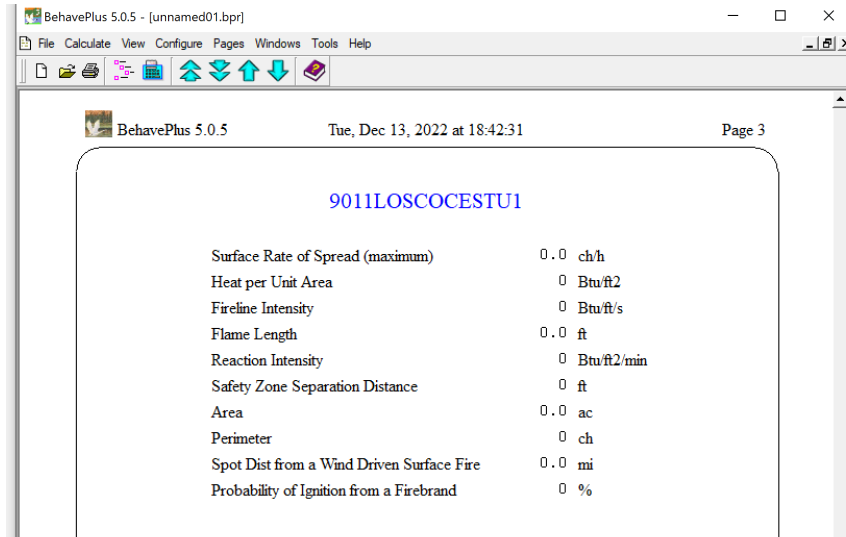 BehavePlus 5.0.5 - [unnamed01.bpr]
File Calculate View Configure Pages Windows Tools Help
BehavePlus 5.0.5 Tue, Dec 13, 2022 at 18:42:31 Page 3
9011LOSCOCESTU1
Surface Rate of Spread (maximum) 0.0 ch/h
Heat per Unit Area 0 Btu/ft2
Fireline Intensity 0 Btu/ft/s
Flame Length 0.0 ft
Reaction Intensity 0 Btu/ft2/min
Safety Zone Separation Distance 0 ft
Area 0.0 ac
Perimeter 0 ch
Spot Dist from a Wind Driven Surface Fire 0.0 mi
Probability of Ignition from a Firebrand 0 %